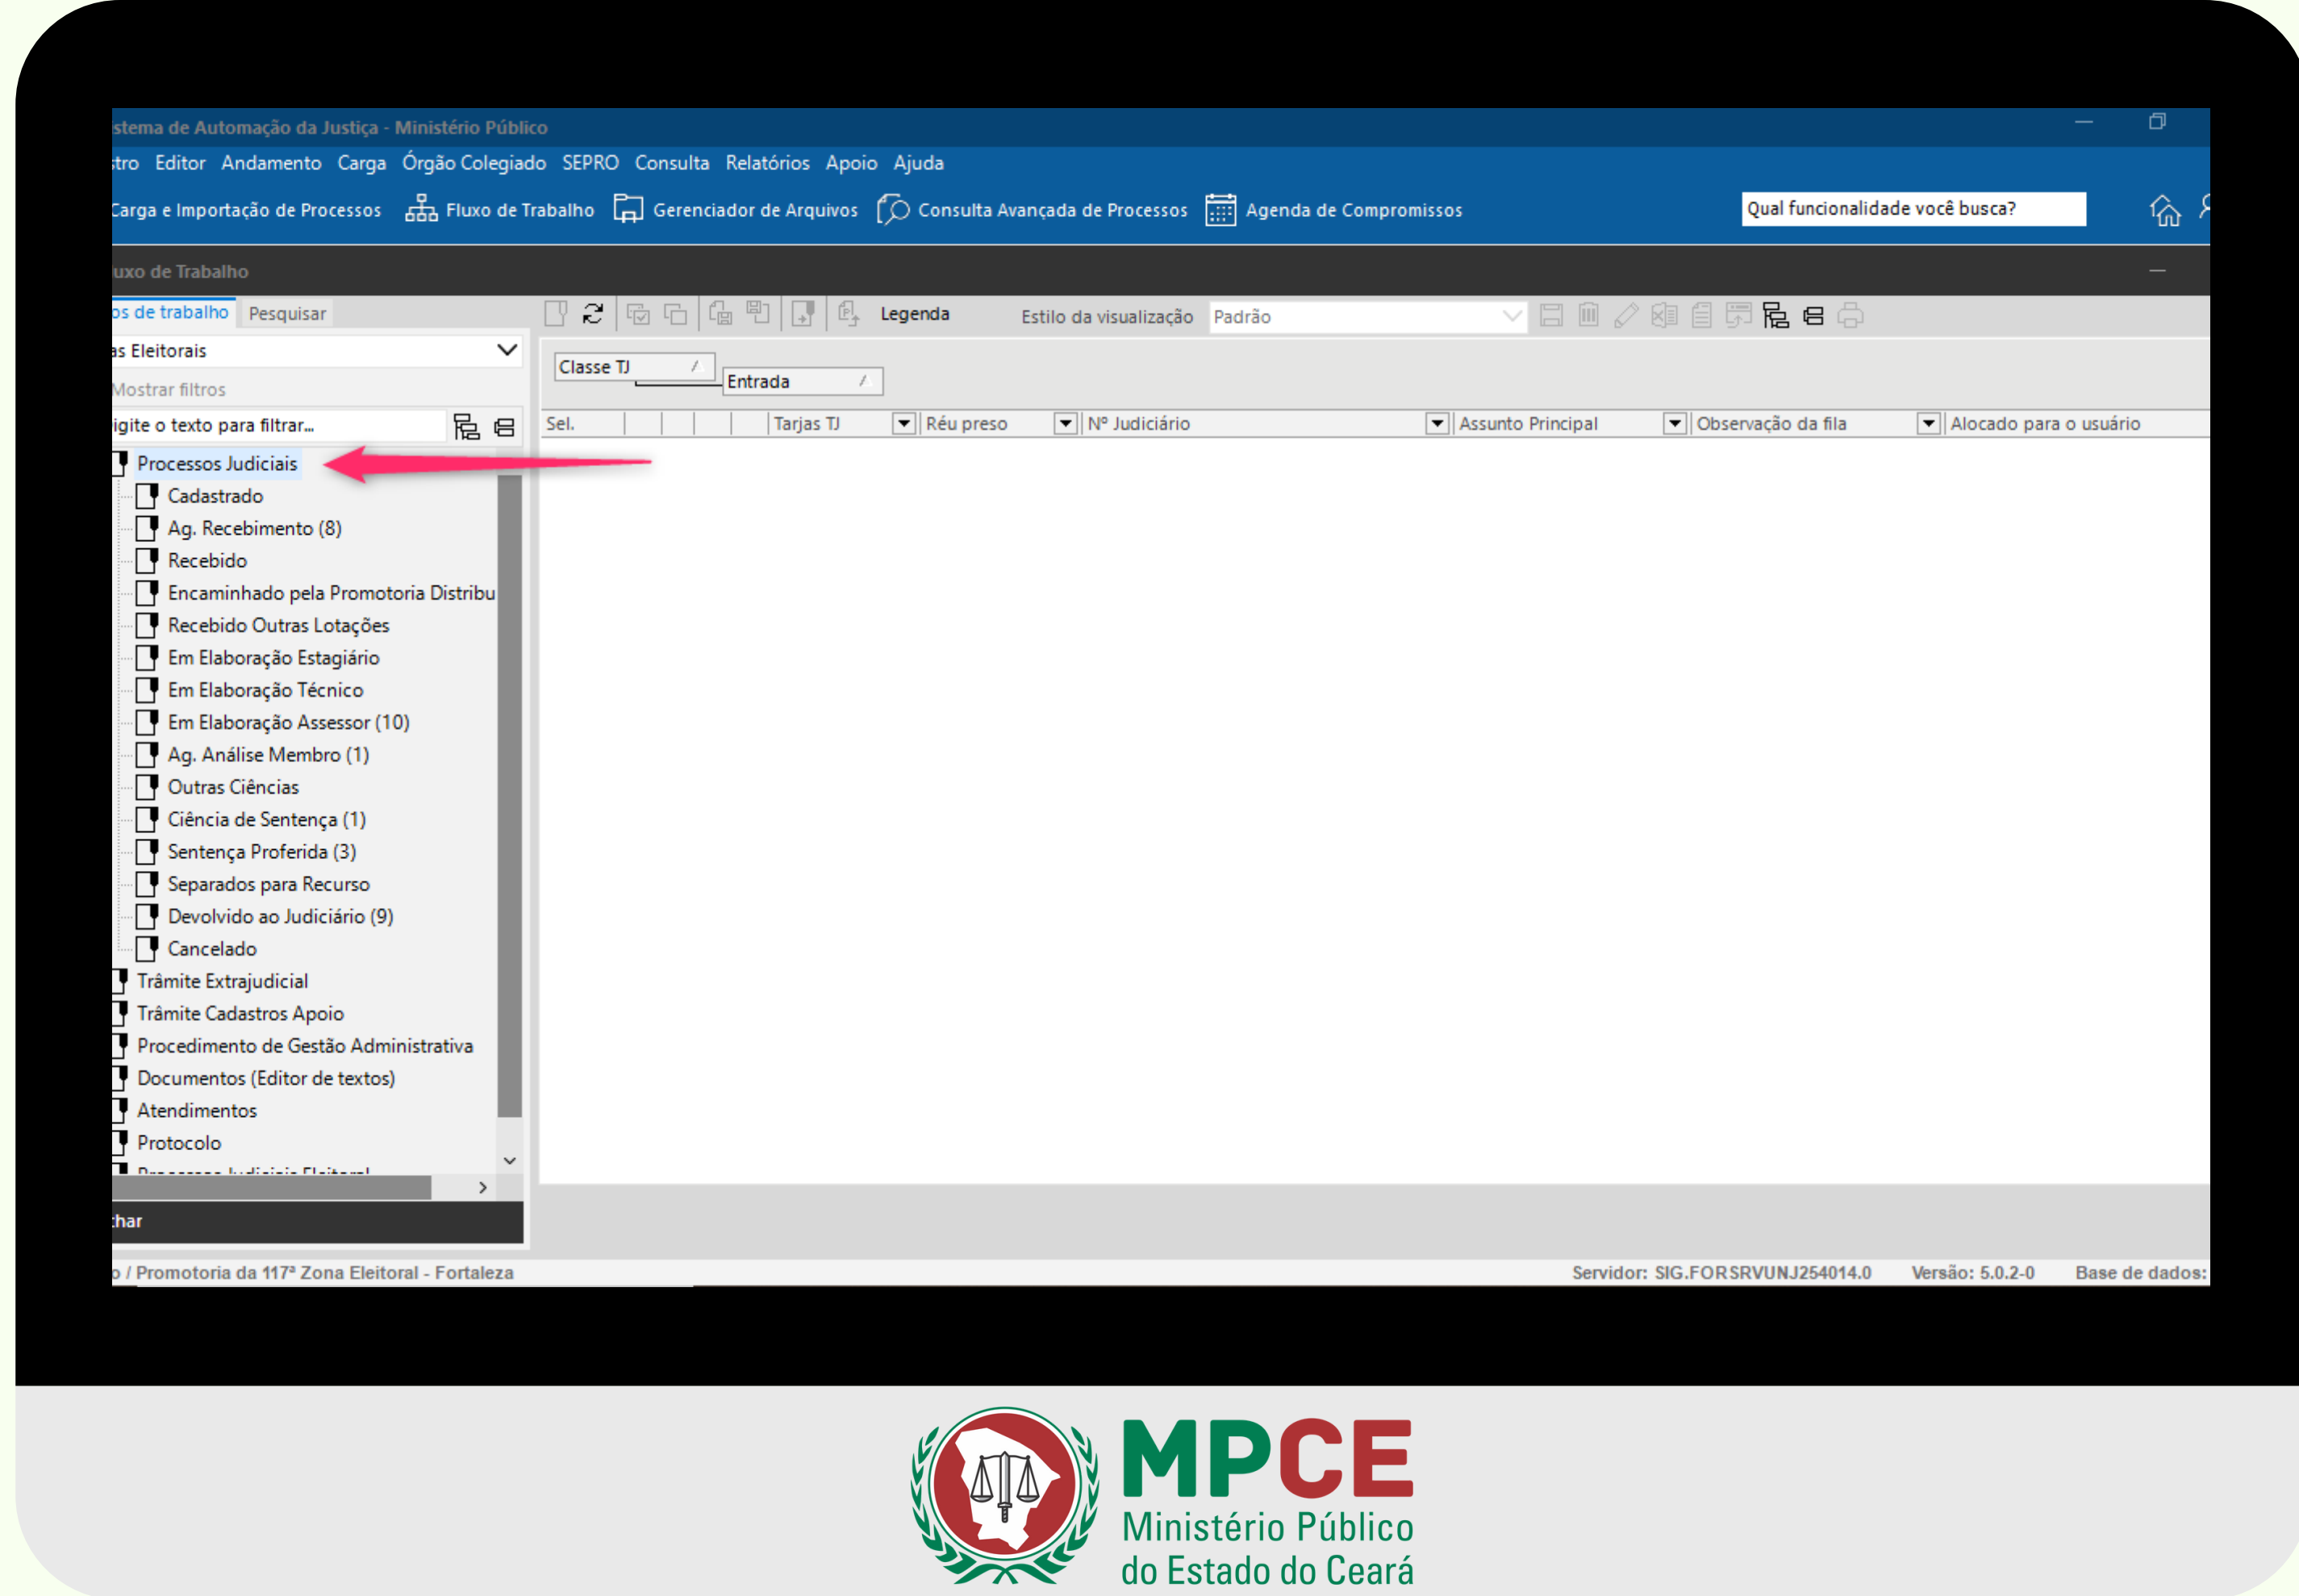 stema de Automação da Justiça - Ministério Público
stro Editor Andamento Carga Órgão Colegiado SEPRO Consulta Relatórios Apoio Ajuda
Carga e Importação de Processos Fluxo de Trabalho Gerenciador de Arquivos Consulta Avançada de Processos Agenda de Compromissos Qual funcionalidade você busca?
uxo de Trabalho
os de trabalho Pesquisar Legenda Estilo da visualização Padrão
as Eleitorais
Classe TJ
Entrada
Mostrar filtros
igite o texto para filtrar...
Sel. Tarjas TJ Réu preso Nº Judiciário Assunto Principal Observação da fila Alocado para o usuário
Processos Judiciais
Cadastrado
Ag. Recebimento (8)
Recebido
Encaminhado pela Promotoria Distribu
Recebido Outras Lotações
Em Elaboração Estagiário
Em Elaboração Técnico
Em Elaboração Assessor (10)
Ag. Análise Membro (1)
Outras Ciências
Ciência de Sentença (1)
Sentença Proferida (3)
Separados para Recurso
Devolvido ao Judiciário (9)
Cancelado
Trâmite Extrajudicial
Trâmite Cadastros Apoio
Procedimento de Gestão Administrativa
Documentos (Editor de textos)
Atendimentos
Protocolo
Processos Judiciais Eleitoral
char
o / Promotoria da 117ª Zona Eleitoral - Fortaleza Servidor: SIG.FORSRVUNJ254014.0 Versão: 5.0.2-0 Base de dados:
MPCE
Ministério Público
do Estado do Ceará